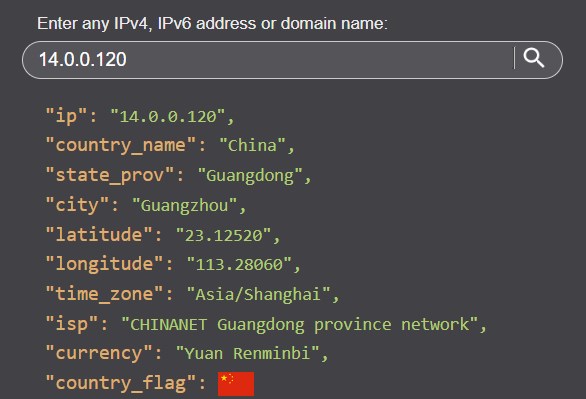 Enter any IPv4, IPv6 address or domain name:
14.0.0.120
"ip": "14.0.0.120",
"country_name": "China",
"state_prov": "Guangdong",
"city": "Guangzhou",
"latitude": "23.12520",
"longitude": "113.28060",
"time_zone": "Asia/Shanghai",
"isp": "CHINANET Guangdong province network",
"currency": "Yuan Renminbi",
"country_flag":